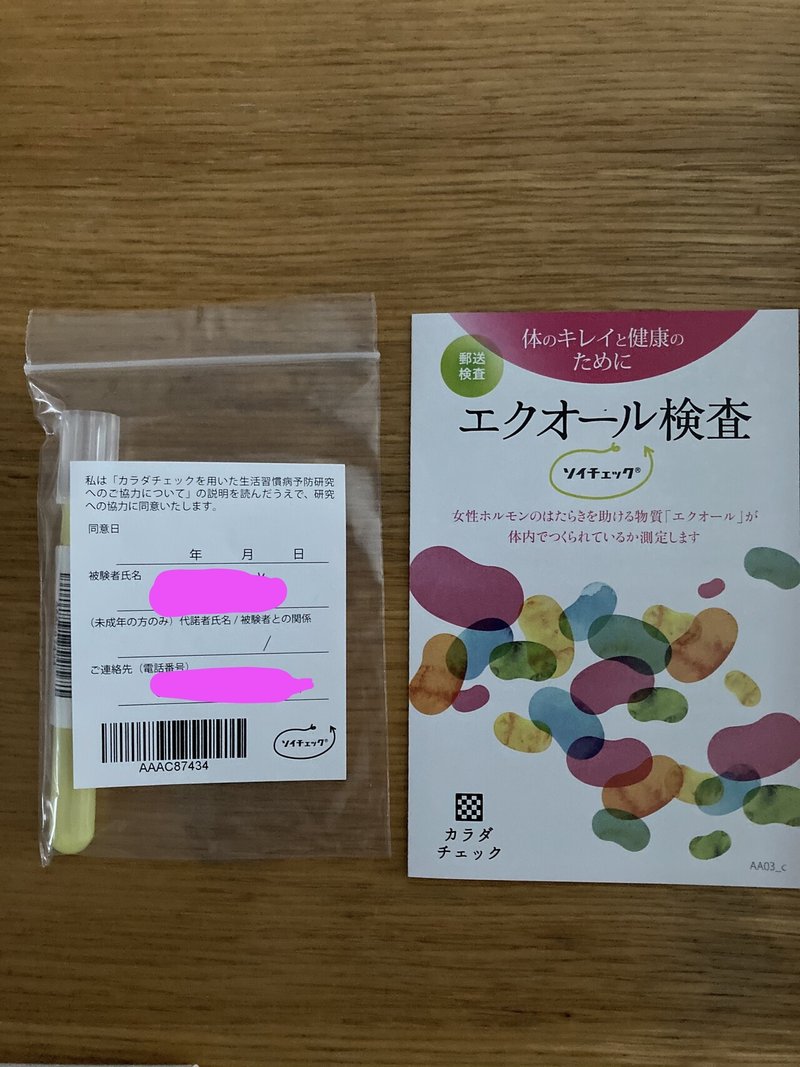 私は「カラダチェックを用いた生活習慣病予防研究
へのご協力について」の説明を読んだうえで、研究
への協力に同意いたします。
同意日
年 月 日
被験者氏名
(未成年の方のみ) 代諾者氏名 / 被験者との関係
/
ご連絡先 (電話番号)
AAAC87434
ソイチェック®
体のキレイと健康の
ために
郵送
検査
エクオール検査
ソイチェック®
女性ホルモンのはたらきを助ける物質「エクオール」が
体内でつくられているか測定します
カラダ
チェック
AA03_c